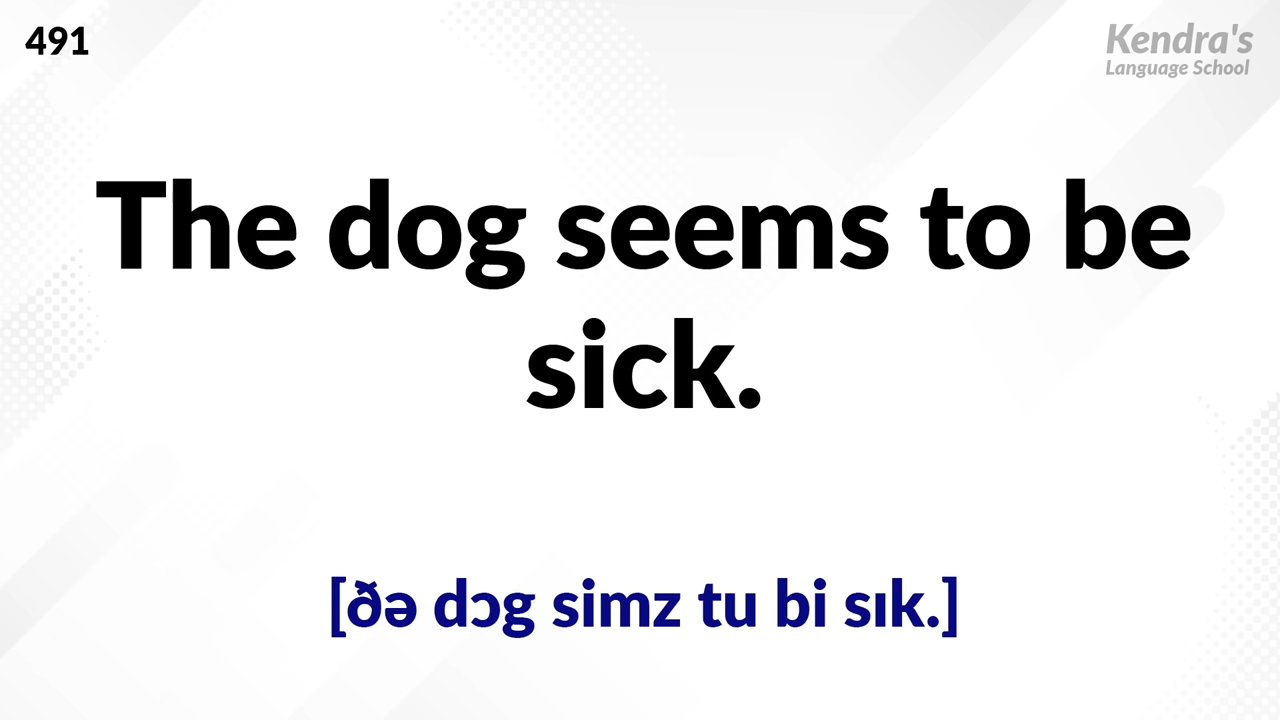 491
Kendra's
Language School
The dog seems to be
sick.
[ðə dɔg simz tu bi sɪk.]